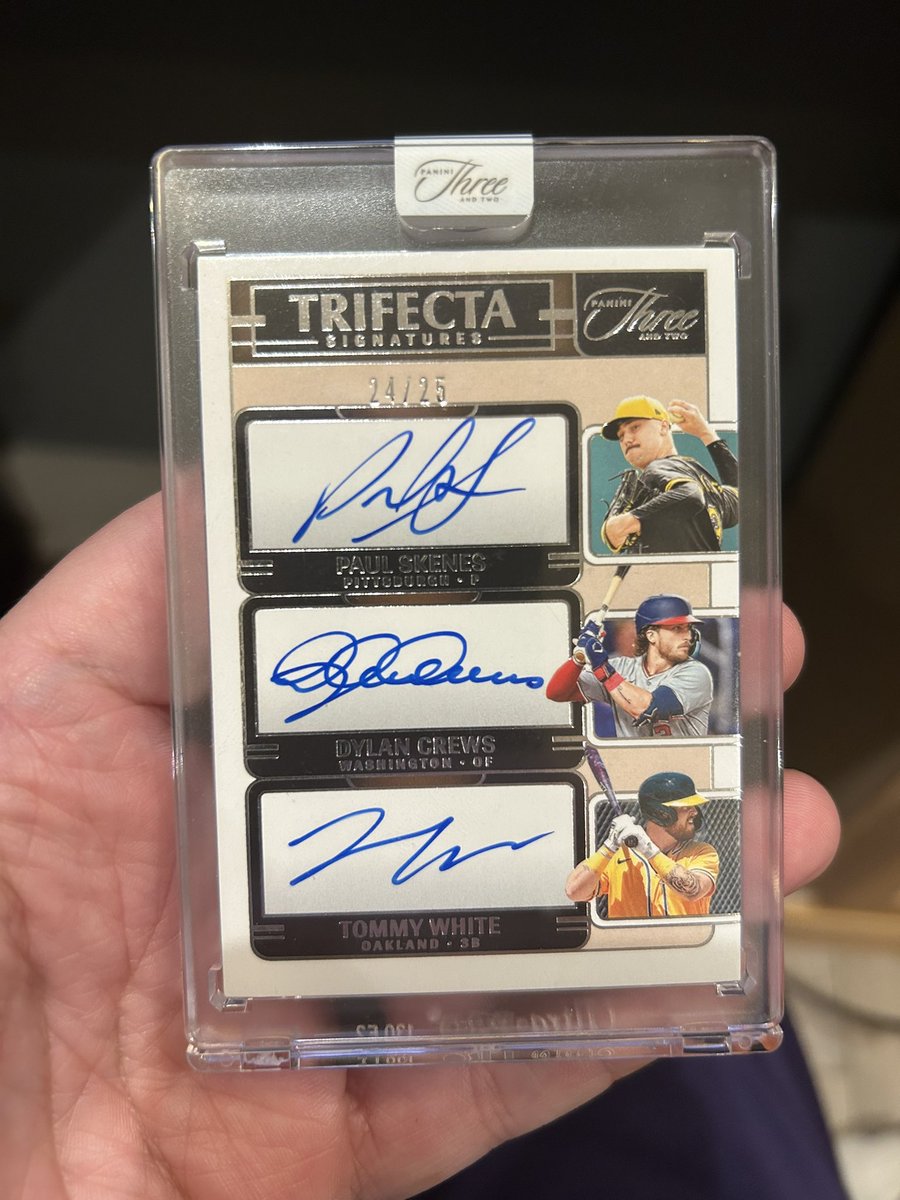 PANINI
Three
AND TWO
TRIFECTA
SIGNATURES
PANINI
Three
AND TWO
24/25
PAUL SKENES
PITTSBURGH • P
DYLAN CREWS
WASHINGTON • OF
2
TOMMY WHITE
OAKLAND • 3B